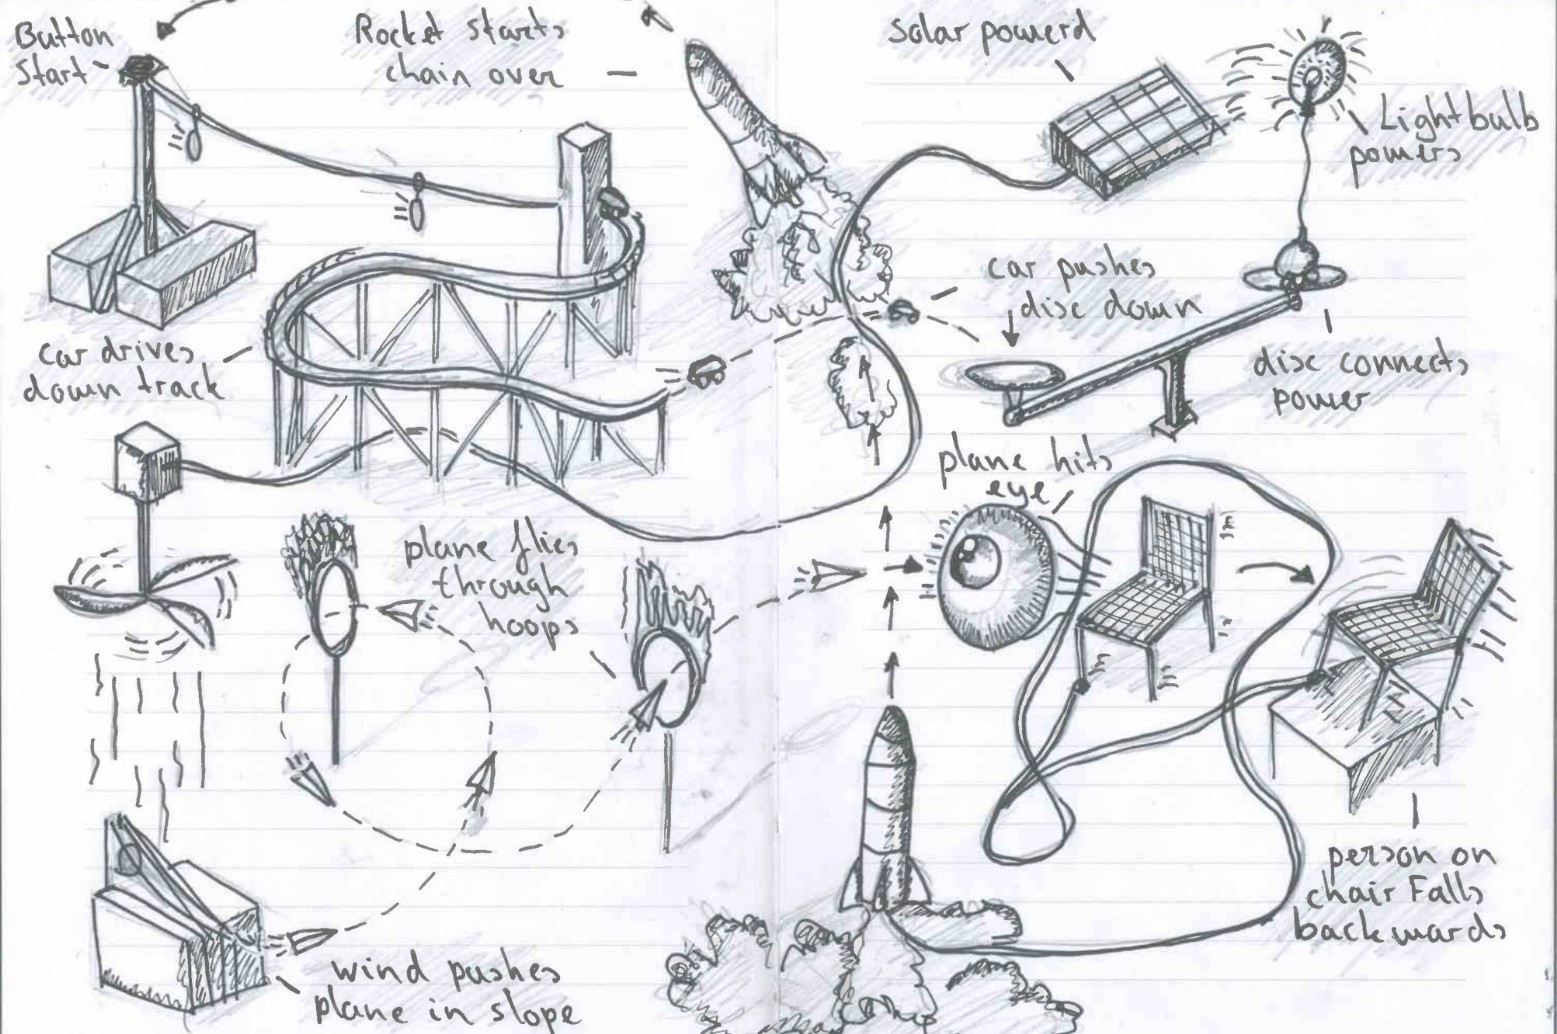 Button
Start
Rocket starts
chain over
Solar powerd
Lightbulb
powers
car pushes
disc down
disc connects
power
car drives
down track
plane hits
eye
plane flies
through
hoops
person on
chair Falls
backwards
wind pushes
plane in slope